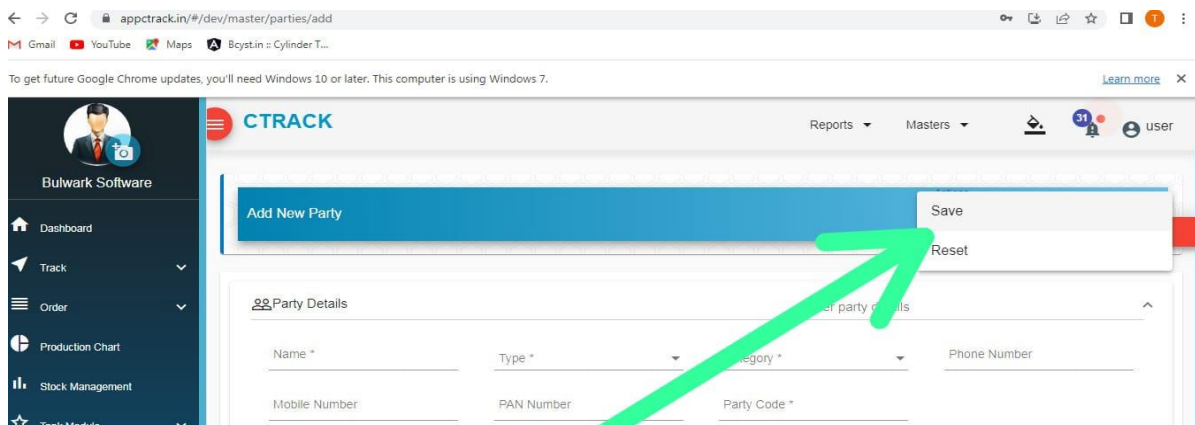 appctrack.in/#/dev/master/parties/add
Gmail YouTube Maps Bcyst.in :: Cylinder T...
To get future Google Chrome updates, you'll need Windows 10 or later. This computer is using Windows 7. Learn more
CTRACK Reports Masters 31 user
Bulwark Software
Add New Party
Save
Reset
Dashboard
Track
Order
Production Chart
Stock Management
Party Details party
Name * Type * Phone Number
Mobile Number PAN Number Party Code *